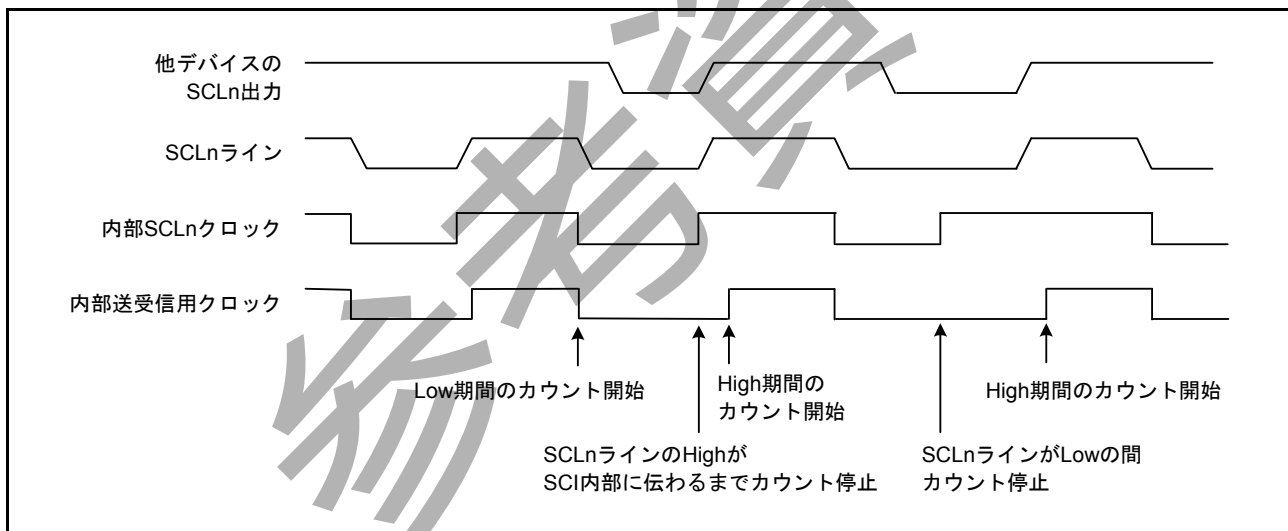 他デバイスの
SCLn出力
SCLnライン
内部SCLnクロック
内部送受信用クロック
Low期間のカウント開始
High期間の
カウント開始
High期間のカウント開始
SCLnラインのHighが
SCI内部に伝わるまでカウント停止
SCLnラインがLowの間
カウント停止
参考資